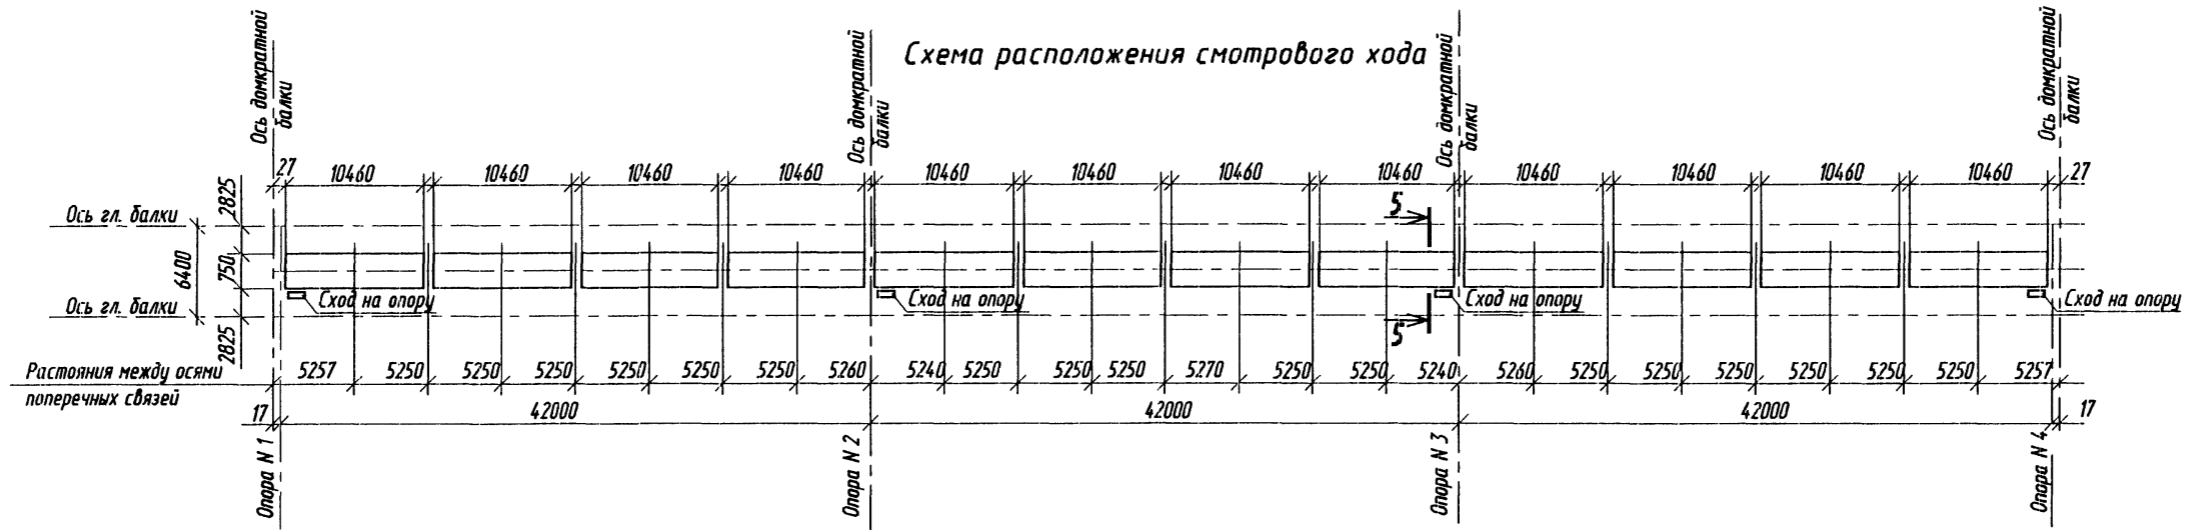 Схема расположения смотрового хода
Ось домкратной
балки
Ось домкратной
балки
Ось домкратной
балки
Ось домкратной
балки
27 10460 10460 10460 10460 10460 10460 10460 10460 10460 10460 10460 10460 27
2825
Ось гл. балки
5
6400
750
Сход на опору
Сход на опору
Сход на опору
Сход на опору
Ось гл. балки
5
2825
Растояния между осями
поперечных связей
5257 5250 5250 5250 5250 5250 5250 5260 5240 5250 5250 5250 5270 5250 5250 5240 5260 5250 5250 5250 5250 5250 5250 5257
17 42000 42000 42000 17
Опора N 1
Опора N 2
Опора N 3
Опора N 4